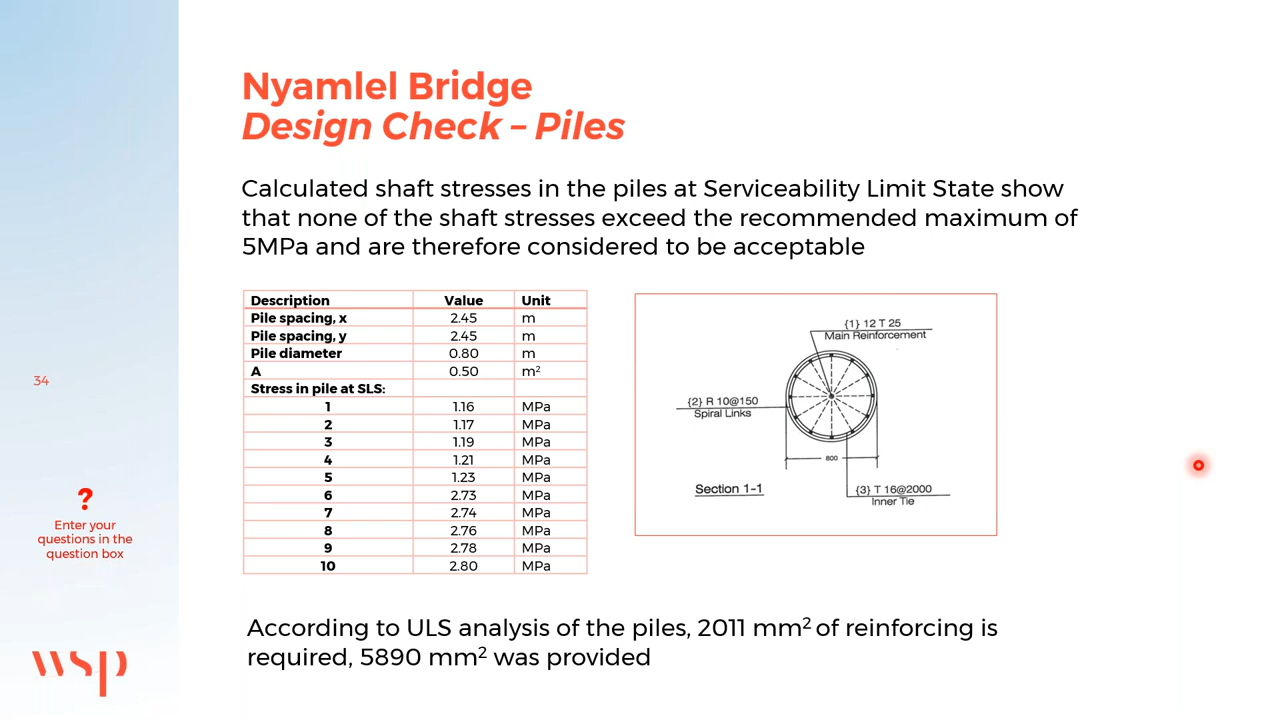 Nyamlel Bridge
Design Check – Piles
Calculated shaft stresses in the piles at Serviceability Limit State show
that none of the shaft stresses exceed the recommended maximum of
5MPa and are therefore considered to be acceptable
Description Value Unit
Pile spacing, x 2.45 m
Pile spacing, y 2.45 m
Pile diameter 0.80 m
A 0.50 m²
Stress in pile at SLS:
1 1.16 MPa
2 1.17 MPa
3 1.19 MPa
4 1.21 MPa
5 1.23 MPa
6 2.73 MPa
7 2.74 MPa
8 2.76 MPa
9 2.78 MPa
10 2.80 MPa
{1} 12 T 25
Main Reinforcement
{2} R 10@150
Spiral Links
800
Section 1-1
{3} T 16@2000
Inner Tie
According to ULS analysis of the piles, 2011 mm² of reinforcing is
required, 5890 mm² was provided
34
?
Enter your
questions in the
question box
wsp